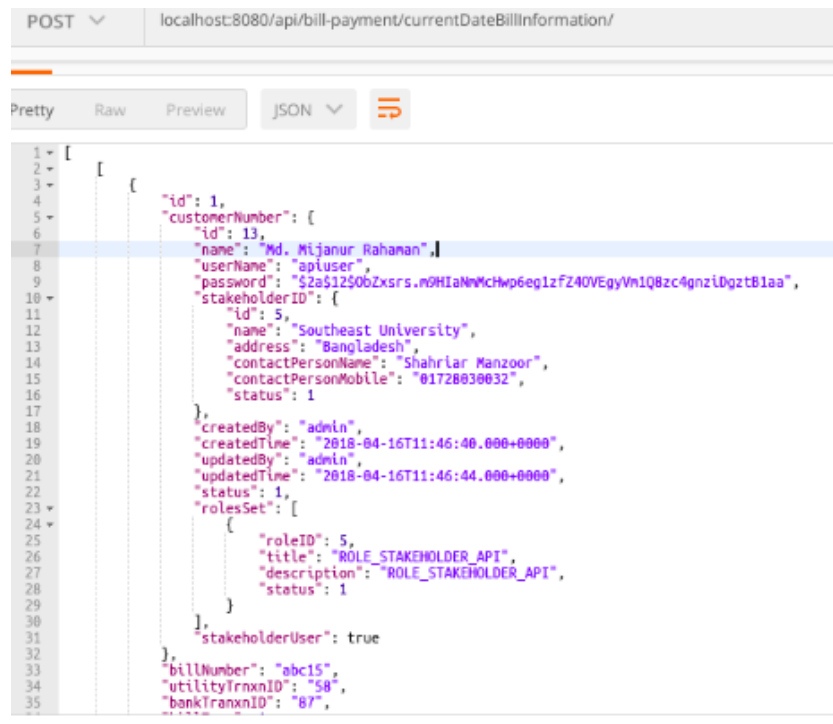 POST localhost:8080/api/bill-payment/currentDateBillInformation/
Pretty Raw Preview JSON
1 [
2 [
3 {
4 "id": 1,
5 "customerNumber": {
6 "id": 13,
7 "name": "Md. Mijanur Rahaman",
8 "userName": "apiuser",
9 "password":
10 "stakeholderID": {
11 "id": 5,
12 "name": "Southeast University",
13 "address": "Bangladesh",
14 "contactPersonName": "Shahriar Manzoor",
15 "contactPersonMobile": "01728030032",
16 "status": 1
17 },
18 "createdBy": "admin",
19 "createdTime": "2018-04-16T11:46:40.000+0000",
20 "updatedBy": "admin",
21 "updatedTime": "2018-04-16T11:46:44.000+0000",
22 "status": 1,
23 "rolesSet": [
24 {
25 "roleID": 5,
26 "title": "ROLE_STAKEHOLDER_API",
27 "description": "ROLE_STAKEHOLDER_API",
28 "status": 1
29 }
30 ],
31 "stakeholderUser": true
32 },
33 "billNumber": "abc15",
34 "utilityTrnxnID": "58",
35 "bankTranxnID": "87",